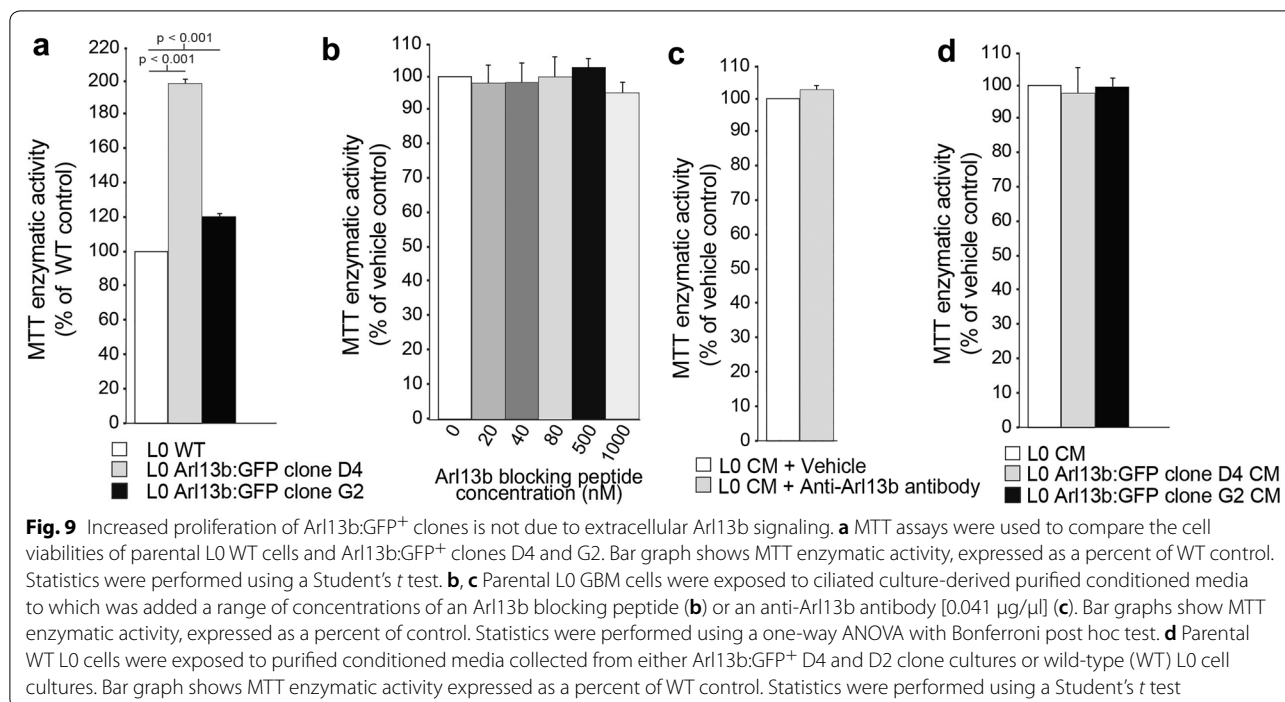 a
p < 0.001
p < 0.001
220
200
180
160
140
120
100
80
60
40
20
0
MTT enzymatic activity
(% of WT control)
L0 WT
L0 Arl13b:GFP clone D4
L0 Arl13b:GFP clone G2
b
110
100
90
80
70
60
50
40
30
20
10
0
MTT enzymatic activity
(% of vehicle control)
0 20 40 80 500 1000
Arl13b blocking peptide
concentration (nM)
c
110
100
90
80
70
60
50
40
30
20
10
0
MTT enzymatic activity
(% of vehicle control)
L0 CM + Vehicle
L0 CM + Anti-Arl13b antibody
d
110
100
90
80
70
60
50
40
30
20
10
0
MTT enzymatic activity
(% of vehicle control)
L0 CM
L0 Arl13b:GFP clone D4 CM
L0 Arl13b:GFP clone G2 CM
Fig. 9 Increased proliferation of Arl13b:GFP⁺ clones is not due to extracellular Arl13b signaling. a MTT assays were used to compare the cell
viabilities of parental L0 WT cells and Arl13b:GFP⁺ clones D4 and G2. Bar graph shows MTT enzymatic activity, expressed as a percent of WT control.
Statistics were performed using a Student's t test. b, c Parental L0 GBM cells were exposed to ciliated culture-derived purified conditioned media
to which was added a range of concentrations of an Arl13b blocking peptide (b) or an anti-Arl13b antibody [0.041 µg/µl] (c). Bar graphs show MTT
enzymatic activity, expressed as a percent of control. Statistics were performed using a one-way ANOVA with Bonferroni post hoc test. d Parental
WT L0 cells were exposed to purified conditioned media collected from either Arl13b:GFP⁺ D4 and D2 clone cultures or wild-type (WT) L0 cell
cultures. Bar graph shows MTT enzymatic activity expressed as a percent of WT control. Statistics were performed using a Student's t test